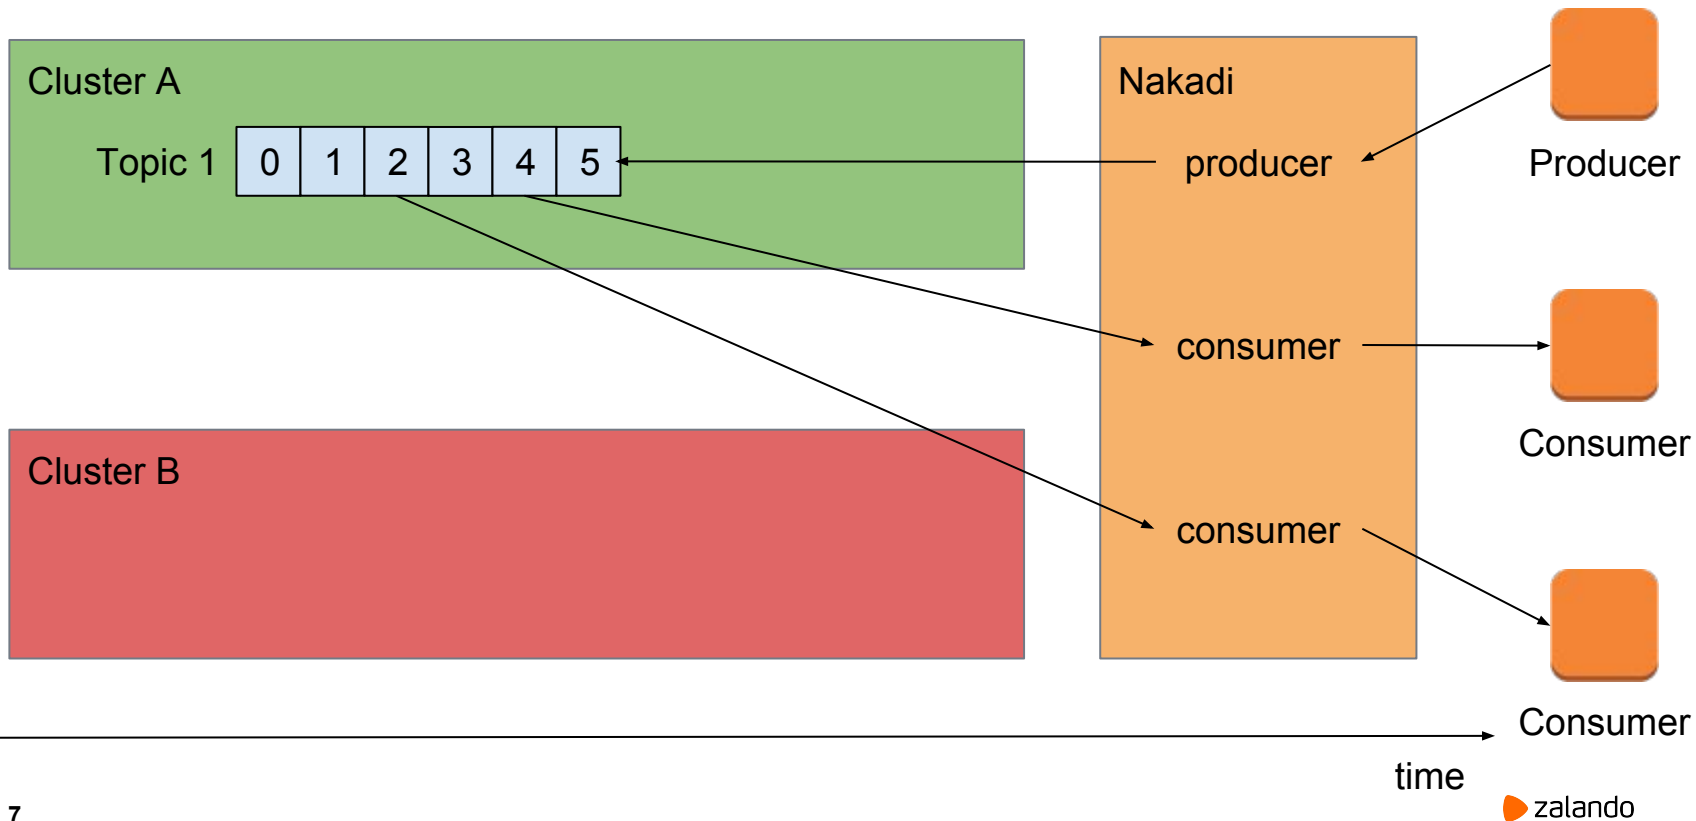 Cluster A
Nakadi
Topic 1 0 1 2 3 4 5
producer
Producer
consumer
Consumer
Cluster B
consumer
Consumer
time
7
zalando